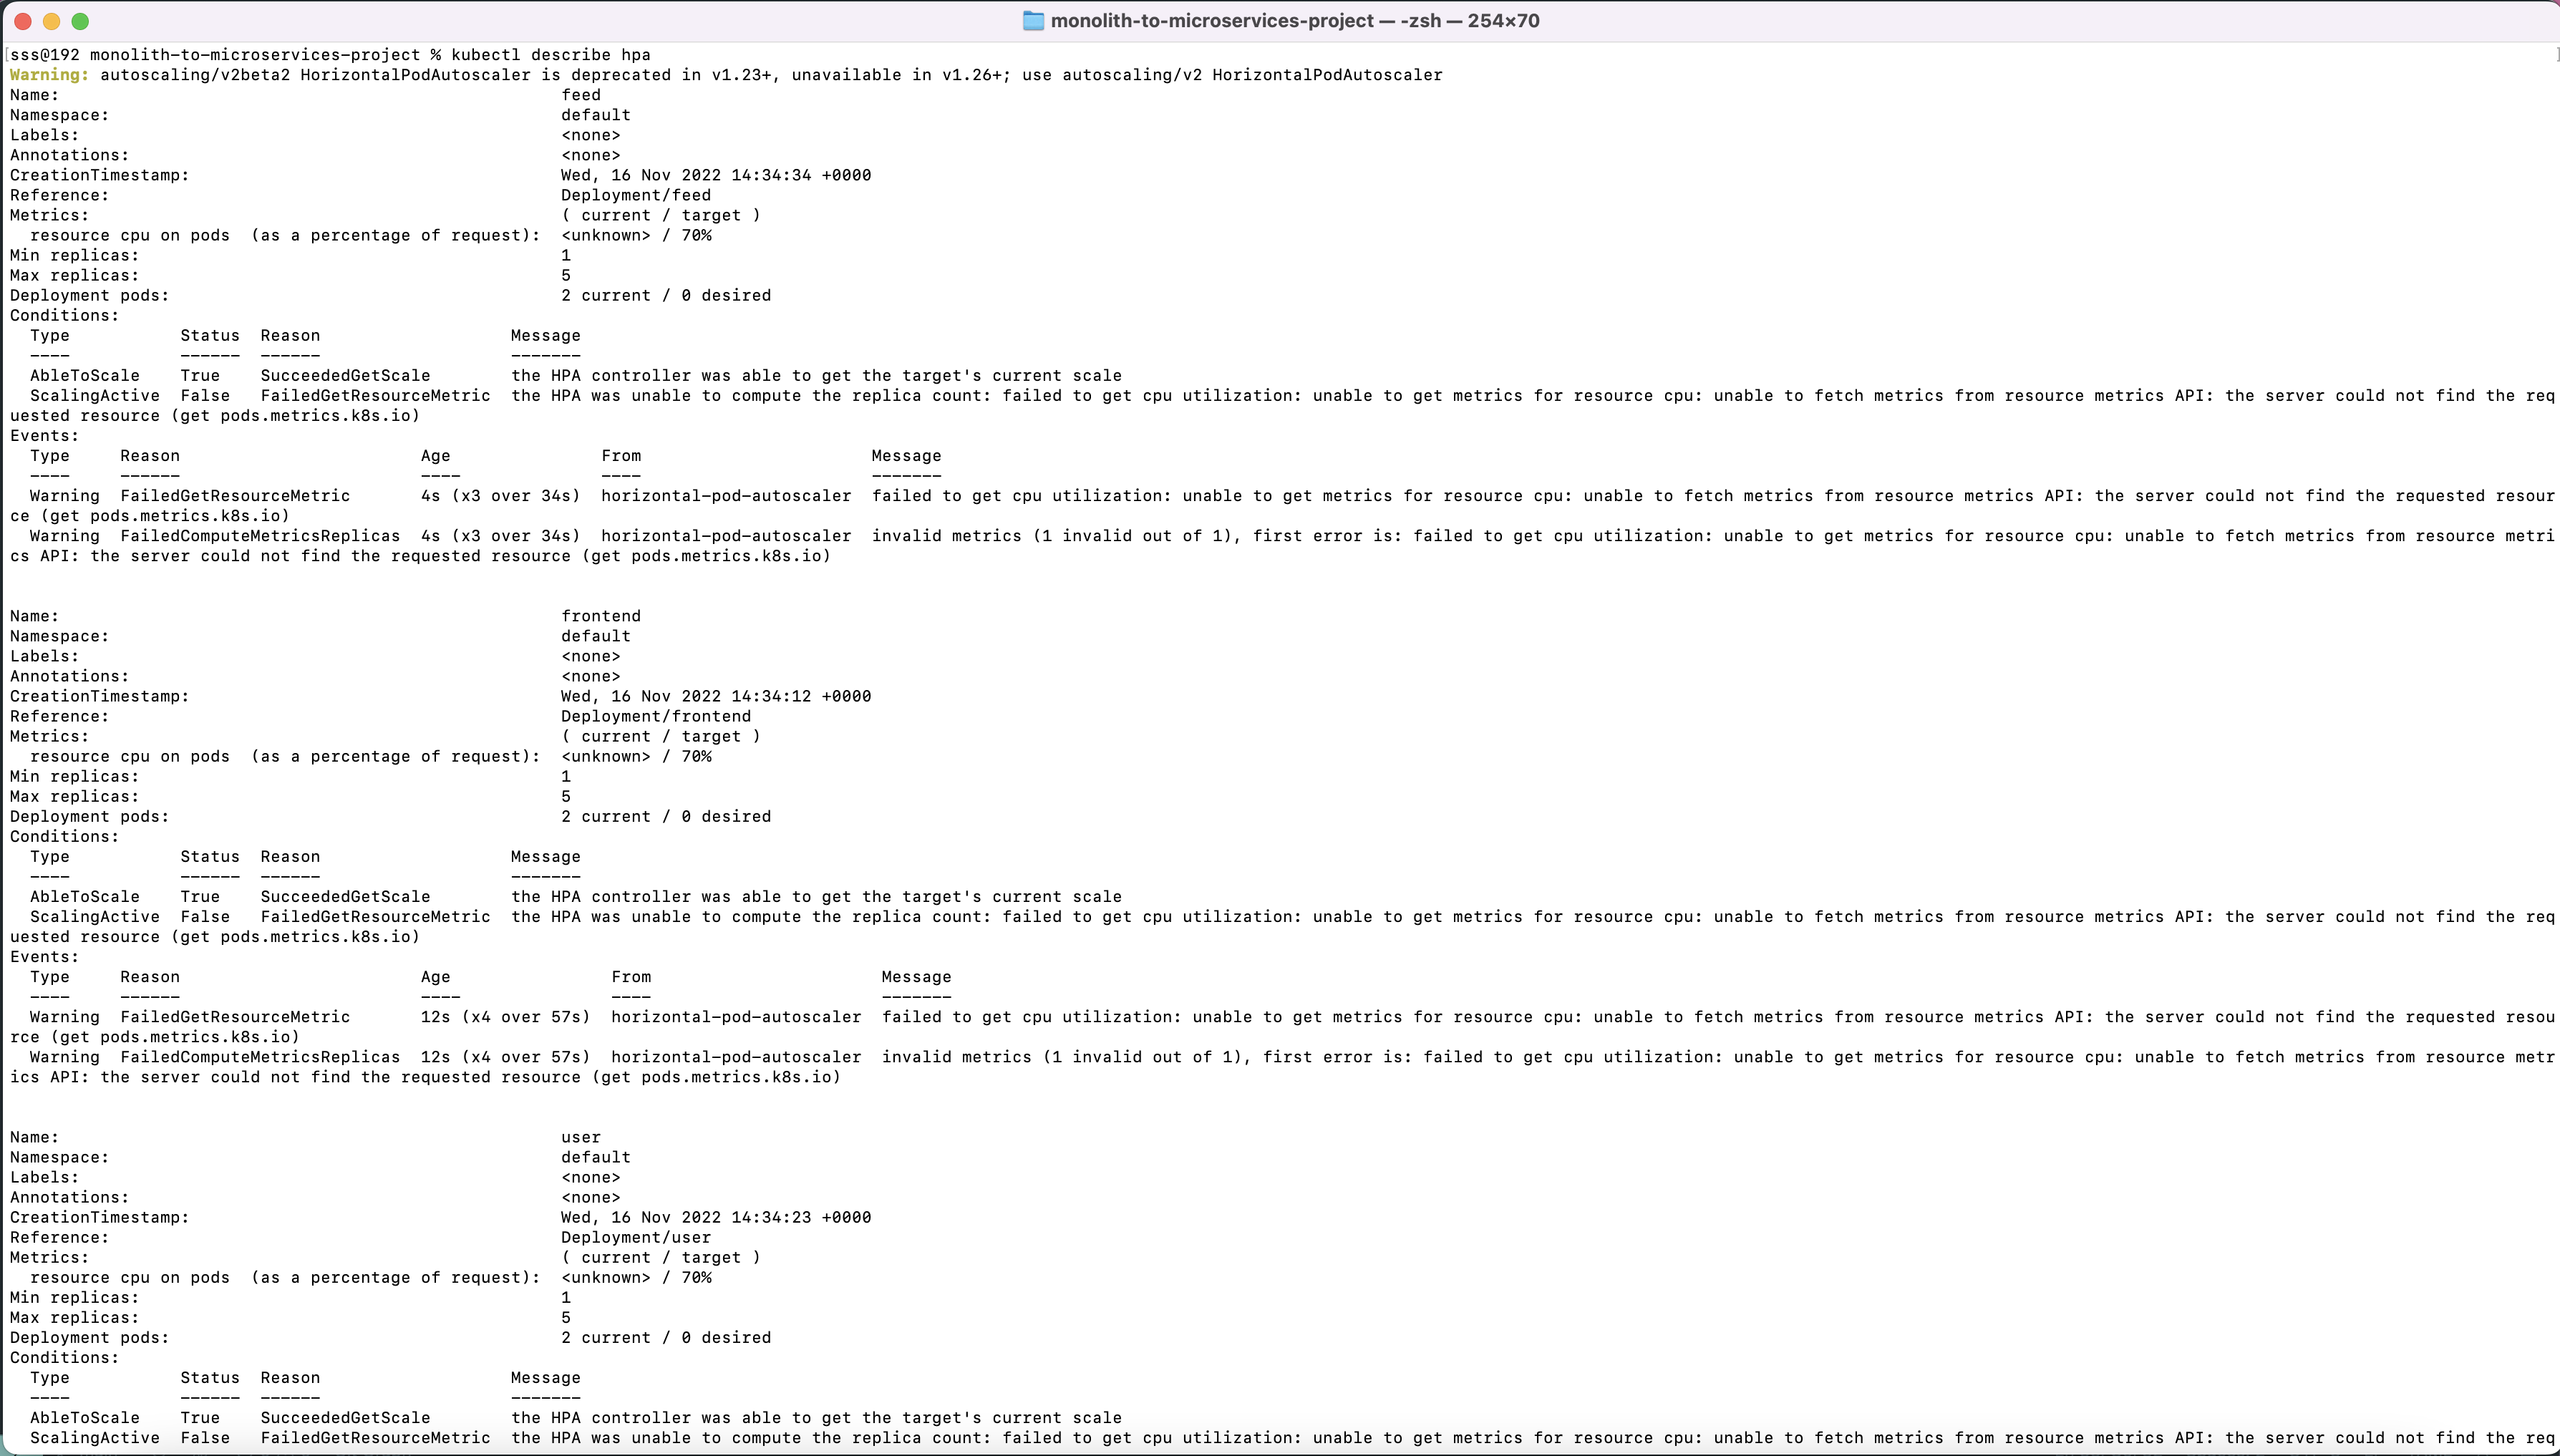 monolith-to-microservices-project — -zsh — 254×70
[sss@192 monolith-to-microservices-project % kubectl describe hpa ]
Warning: autoscaling/v2beta2 HorizontalPodAutoscaler is deprecated in v1.23+, unavailable in v1.26+; use autoscaling/v2 HorizontalPodAutoscaler
Name: feed
Namespace: default
Labels: <none>
Annotations: <none>
CreationTimestamp: Wed, 16 Nov 2022 14:34:34 +0000
Reference: Deployment/feed
Metrics: ( current / target )
resource cpu on pods (as a percentage of request): <unknown> / 70%
Min replicas: 1
Max replicas: 5
Deployment pods: 2 current / 0 desired
Conditions:
Type Status Reason Message
---- ------ ------ -------
AbleToScale True SucceededGetScale the HPA controller was able to get the target's current scale
ScalingActive False FailedGetResourceMetric the HPA was unable to compute the replica count: failed to get cpu utilization: unable to get metrics for resource cpu: unable to fetch metrics from resource metrics API: the server could not find the req
uested resource (get pods.metrics.k8s.io)
Events:
Type Reason Age From Message
---- ------ ---- ---- -------
Warning FailedGetResourceMetric 4s (x3 over 34s) horizontal-pod-autoscaler failed to get cpu utilization: unable to get metrics for resource cpu: unable to fetch metrics from resource metrics API: the server could not find the requested resour
ce (get pods.metrics.k8s.io)
Warning FailedComputeMetricsReplicas 4s (x3 over 34s) horizontal-pod-autoscaler invalid metrics (1 invalid out of 1), first error is: failed to get cpu utilization: unable to get metrics for resource cpu: unable to fetch metrics from resource metri
cs API: the server could not find the requested resource (get pods.metrics.k8s.io)
Name: frontend
Namespace: default
Labels: <none>
Annotations: <none>
CreationTimestamp: Wed, 16 Nov 2022 14:34:12 +0000
Reference: Deployment/frontend
Metrics: ( current / target )
resource cpu on pods (as a percentage of request): <unknown> / 70%
Min replicas: 1
Max replicas: 5
Deployment pods: 2 current / 0 desired
Conditions:
Type Status Reason Message
---- ------ ------ -------
AbleToScale True SucceededGetScale the HPA controller was able to get the target's current scale
ScalingActive False FailedGetResourceMetric the HPA was unable to compute the replica count: failed to get cpu utilization: unable to get metrics for resource cpu: unable to fetch metrics from resource metrics API: the server could not find the req
uested resource (get pods.metrics.k8s.io)
Events:
Type Reason Age From Message
---- ------ ---- ---- -------
Warning FailedGetResourceMetric 12s (x4 over 57s) horizontal-pod-autoscaler failed to get cpu utilization: unable to get metrics for resource cpu: unable to fetch metrics from resource metrics API: the server could not find the requested resou
rce (get pods.metrics.k8s.io)
Warning FailedComputeMetricsReplicas 12s (x4 over 57s) horizontal-pod-autoscaler invalid metrics (1 invalid out of 1), first error is: failed to get cpu utilization: unable to get metrics for resource cpu: unable to fetch metrics from resource metr
ics API: the server could not find the requested resource (get pods.metrics.k8s.io)
Name: user
Namespace: default
Labels: <none>
Annotations: <none>
CreationTimestamp: Wed, 16 Nov 2022 14:34:23 +0000
Reference: Deployment/user
Metrics: ( current / target )
resource cpu on pods (as a percentage of request): <unknown> / 70%
Min replicas: 1
Max replicas: 5
Deployment pods: 2 current / 0 desired
Conditions:
Type Status Reason Message
---- ------ ------ -------
AbleToScale True SucceededGetScale the HPA controller was able to get the target's current scale
ScalingActive False FailedGetResourceMetric the HPA was unable to compute the replica count: failed to get cpu utilization: unable to get metrics for resource cpu: unable to fetch metrics from resource metrics API: the server could not find the req